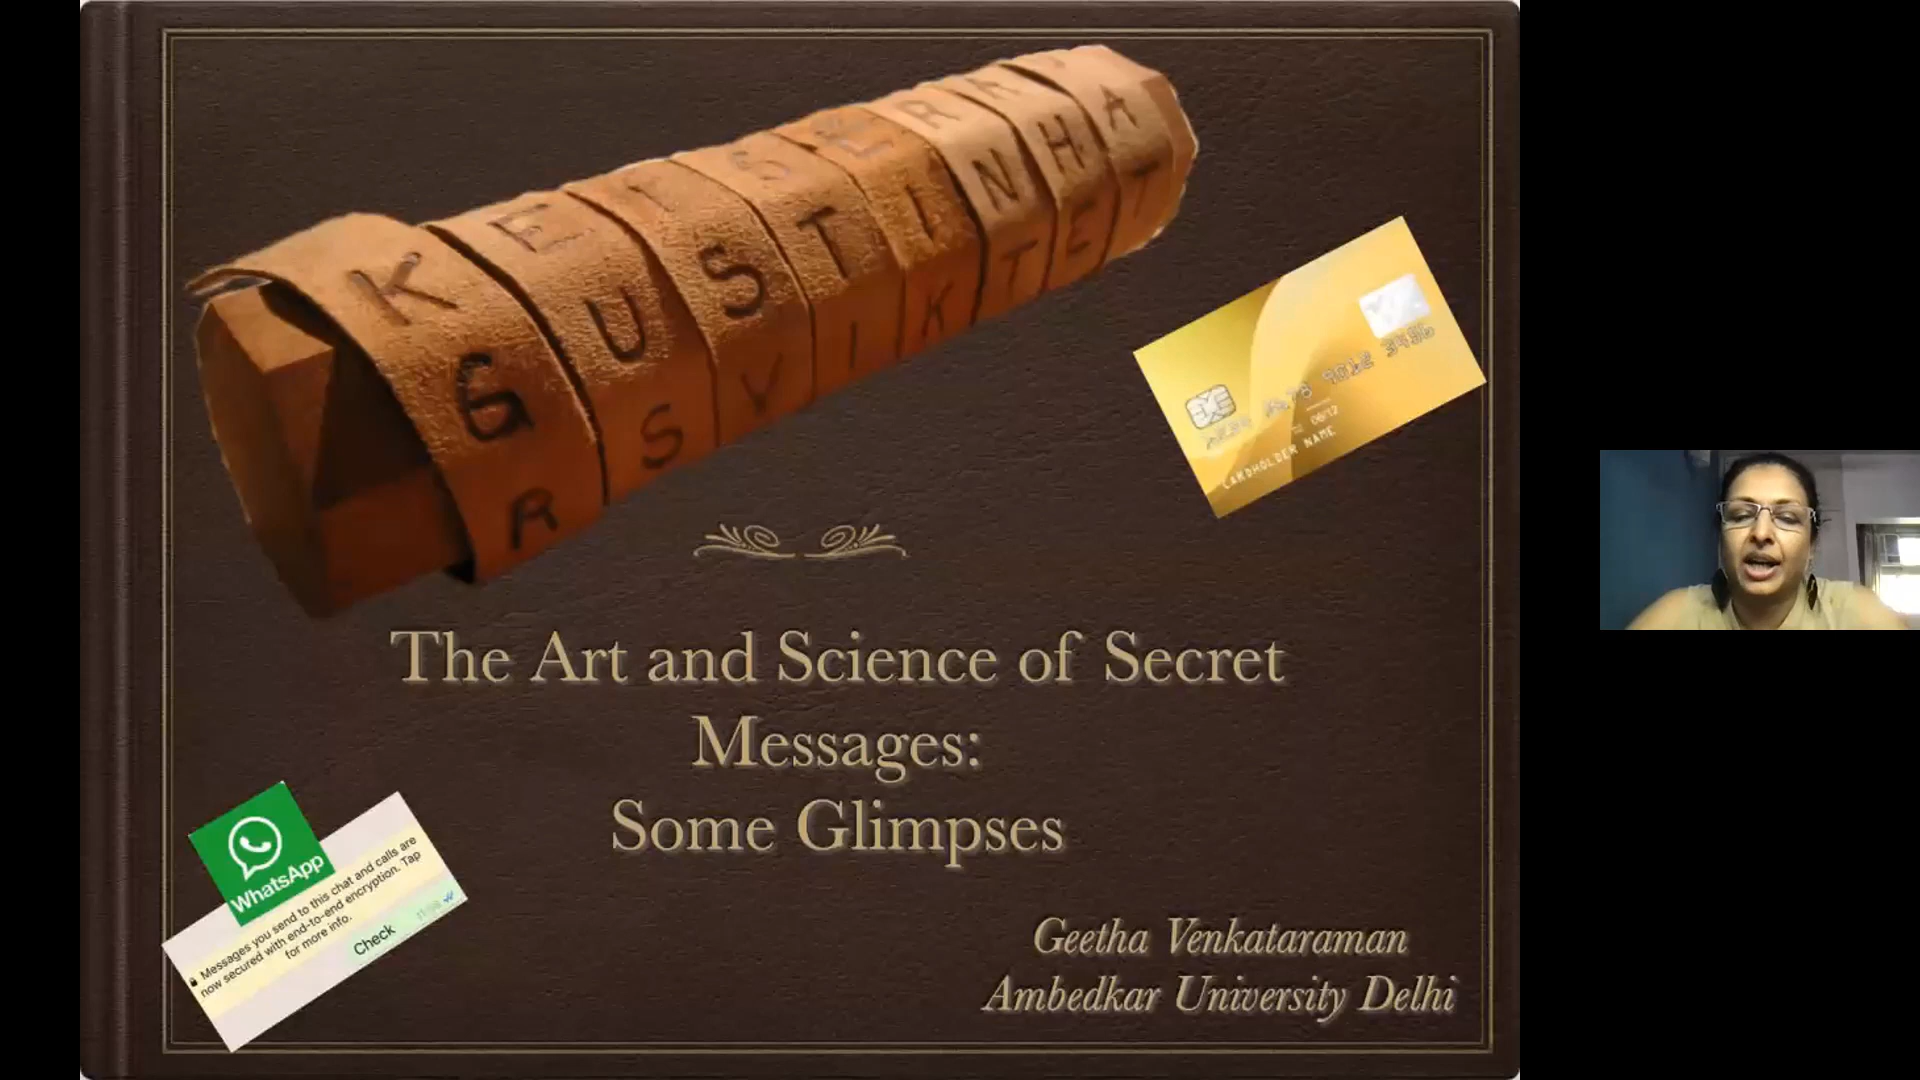 K E I S E R A
G U S T I N H A
R S V I K T E T
3456
9012
CARDHOLDER NAME
The Art and Science of Secret
Messages:
Some Glimpses
WhatsApp
Messages you send to this chat and calls are
now secured with end-to-end encryption. Tap
for more info.
Check
Geetha Venkataraman
Ambedkar University Delhi